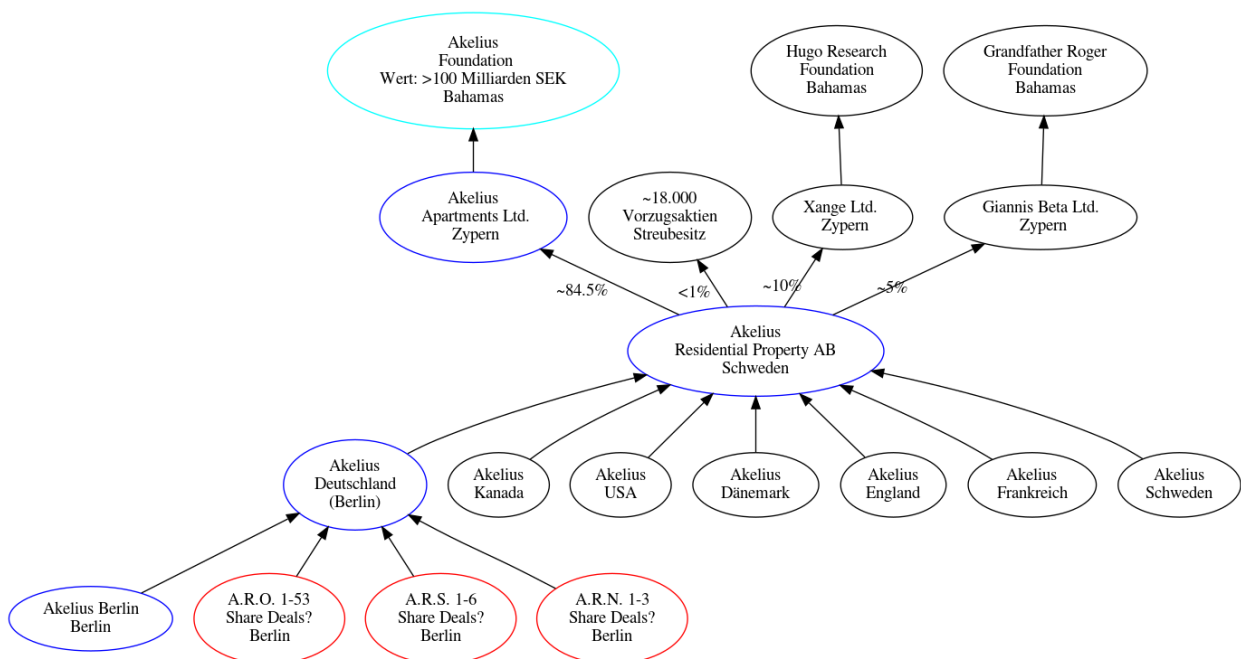 Akelius
Foundation
Wert: >100 Milliarden SEK
Bahamas
Hugo Research
Foundation
Bahamas
Grandfather Roger
Foundation
Bahamas
Akelius
Apartments Ltd.
Zypern
~18.000
Vorzugsaktien
Streubesitz
Xange Ltd.
Zypern
Giannis Beta Ltd.
Zypern
~84.5%
<1%
~10%
~5%
Akelius
Residential Property AB
Schweden
Akelius
Deutschland
(Berlin)
Akelius
Kanada
Akelius
USA
Akelius
Dänemark
Akelius
England
Akelius
Frankreich
Akelius
Schweden
Akelius Berlin
Berlin
A.R.O. 1-53
Share Deals?
Berlin
A.R.S. 1-6
Share Deals?
Berlin
A.R.N. 1-3
Share Deals?
Berlin